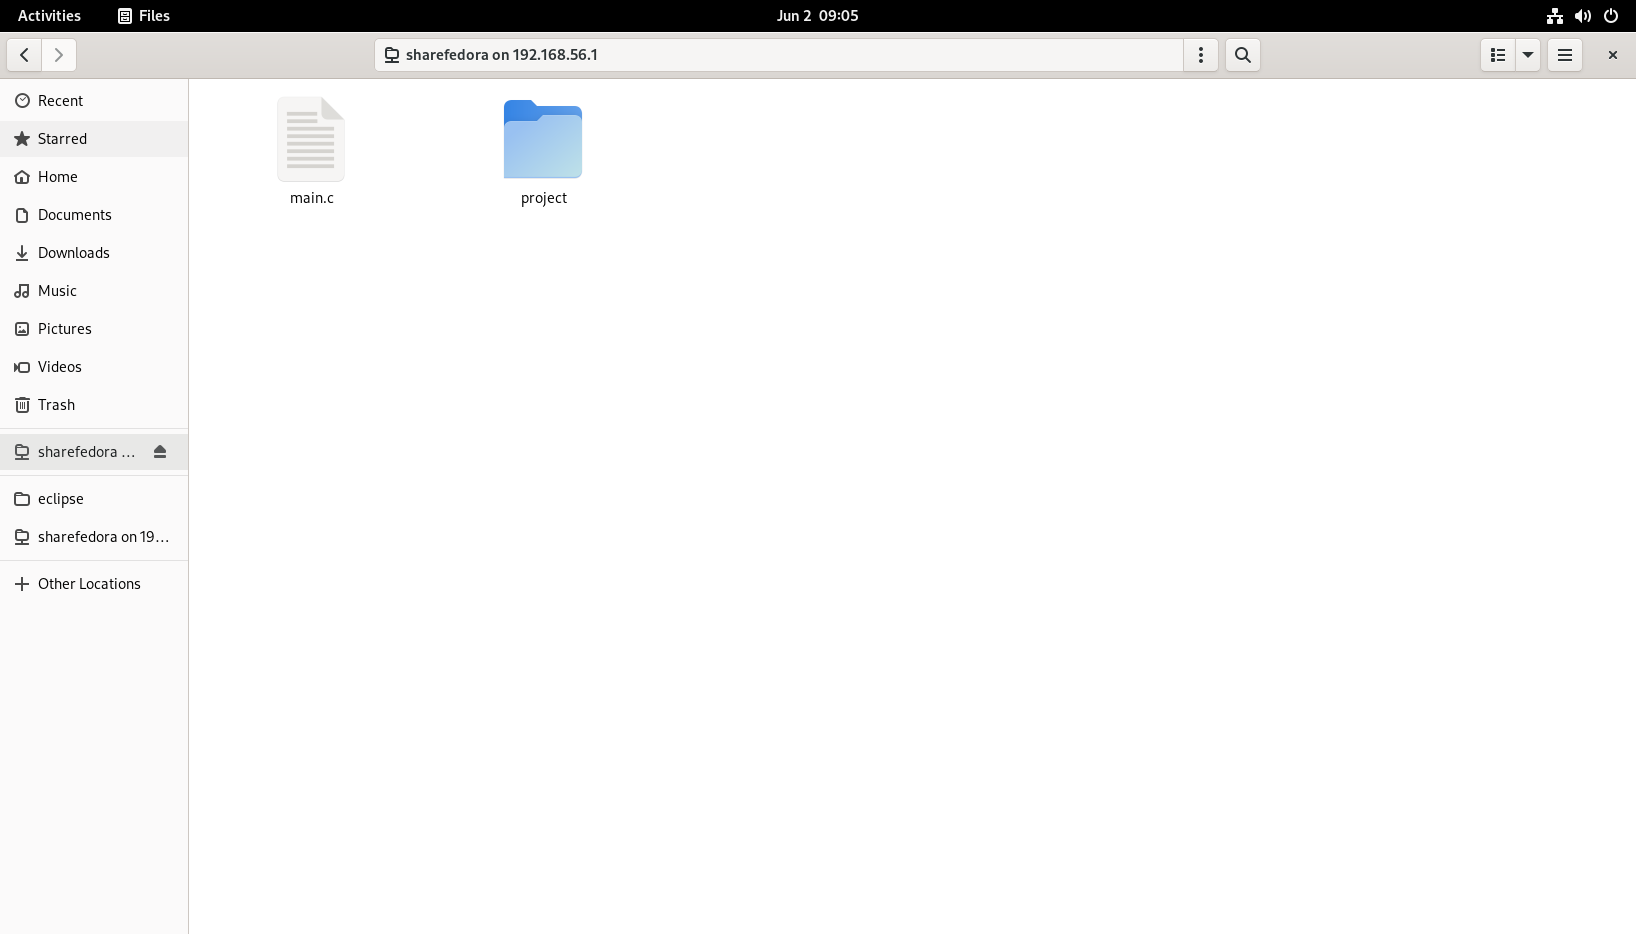 Activities
Files
Jun 2 09:05
sharefedora on 192.168.56.1
Recent
Starred
Home
Documents
Downloads
Music
Pictures
Videos
Trash
sharefedora …
eclipse
sharefedora on 19…
Other Locations
main.c
project